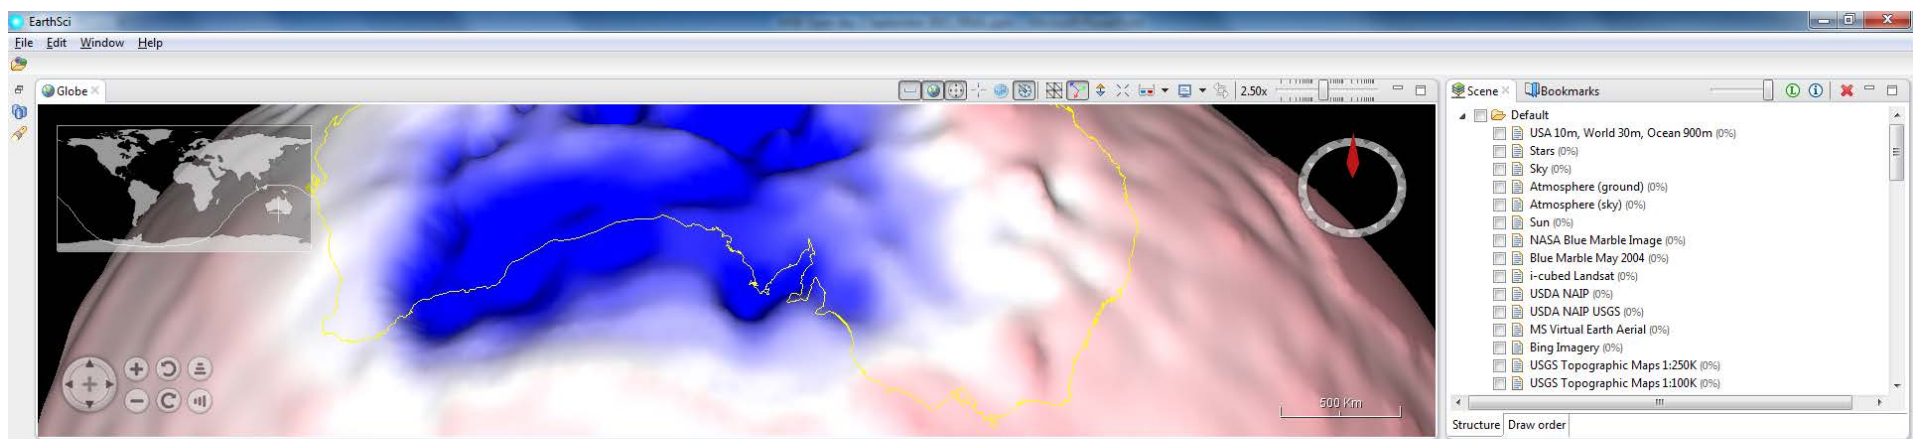 EarthSci
File Edit Window Help
Globe
2.50x
Scene Bookmarks
Default
USA 10m, World 30m, Ocean 900m (0%)
Stars (0%)
Sky (0%)
Atmosphere (ground) (0%)
Atmosphere (sky) (0%)
Sun (0%)
NASA Blue Marble Image (0%)
Blue Marble May 2004 (0%)
i-cubed Landsat (0%)
USDA NAIP (0%)
USDA NAIP USGS (0%)
MS Virtual Earth Aerial (0%)
Bing Imagery (0%)
USGS Topographic Maps 1:250K (0%)
USGS Topographic Maps 1:100K (0%)
500 Km
Structure Draw order